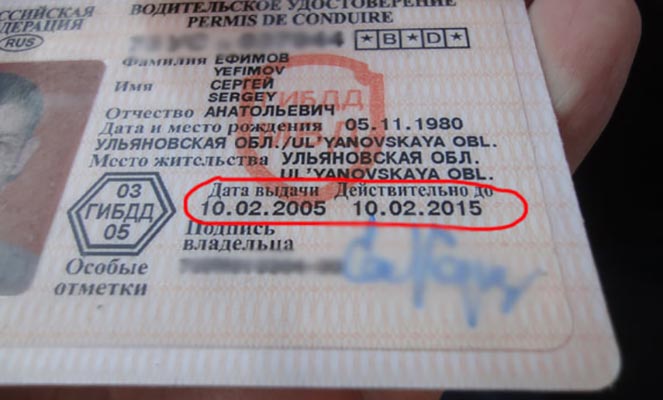 ССИЙСКАЯ
ДЕРАЦИЯ
RUS
ВОДИТЕЛЬСКОЕ УДОСТОВЕРЕНИЕ
PERMIS DE CONDUIRE
*B*D*
Фамилия ЕФИМОВ
YEFIMOV
Имя СЕРГЕЙ
SERGEY
Отчество АНАТОЛЬЕВИЧ
Дата и место рождения 05.11.1980
УЛЬЯНОВСКАЯ ОБЛ./UL'YANOVSKAYA OBL.
Место жительства УЛЬЯНОВСКАЯ ОБЛ.
UL'YANOVSKAYA OBL.
Дата выдачи Действительно до
10.02.2005 10.02.2015
03
ГИБДД
05
Подпись
владельца
Особые
отметки
ГИБДД